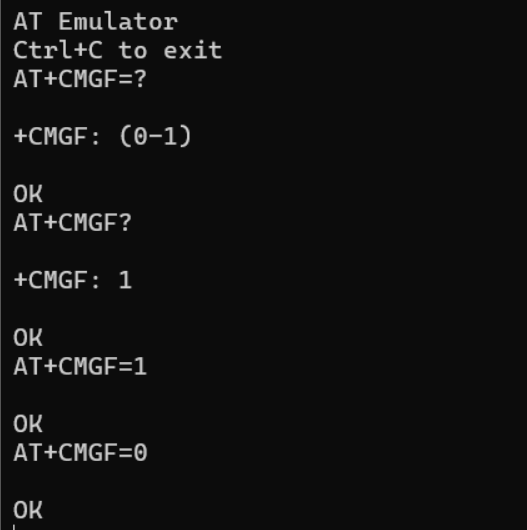 AT Emulator
Ctrl+C to exit
AT+CMGF=?
+CMGF: (0-1)
OK
AT+CMGF?
+CMGF: 1
OK
AT+CMGF=1
OK
AT+CMGF=0
OK